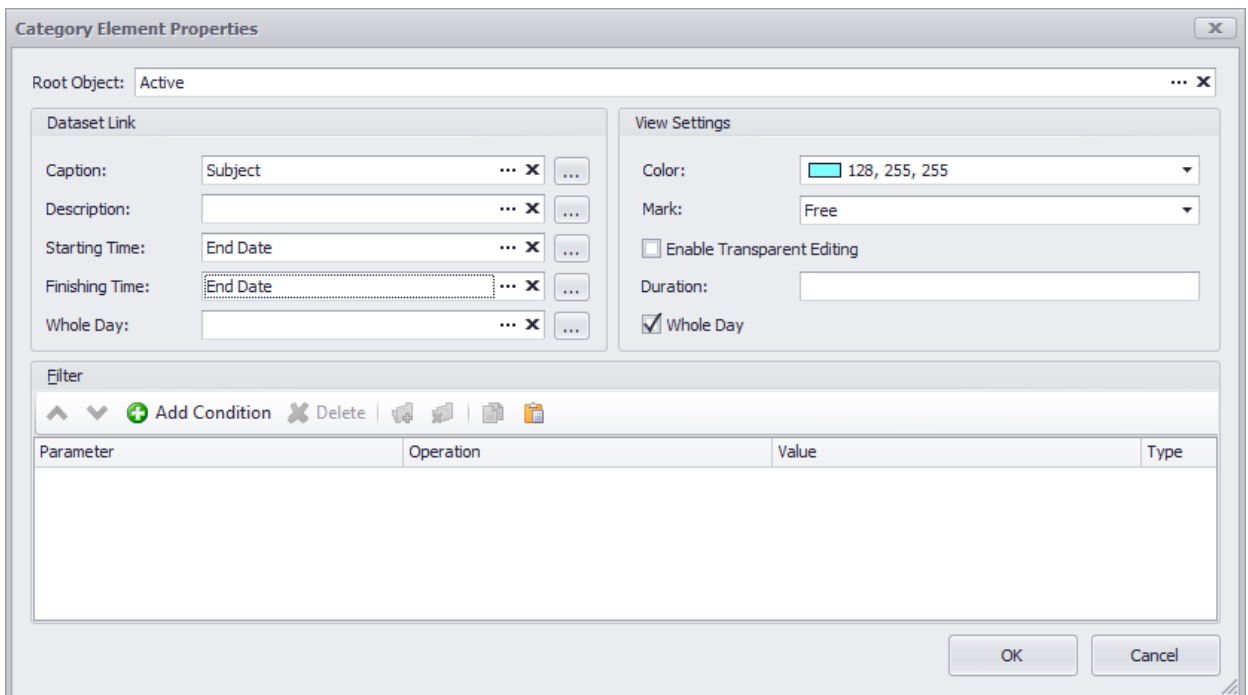 Category Element Properties
Root Object: Active
Dataset Link
Caption: Subject
Description:
Starting Time: End Date
Finishing Time: End Date
Whole Day:
View Settings
Color: 128, 255, 255
Mark: Free
Enable Transparent Editing
Duration:
Whole Day
Filter
Add Condition Delete
Parameter Operation Value Type
OK Cancel